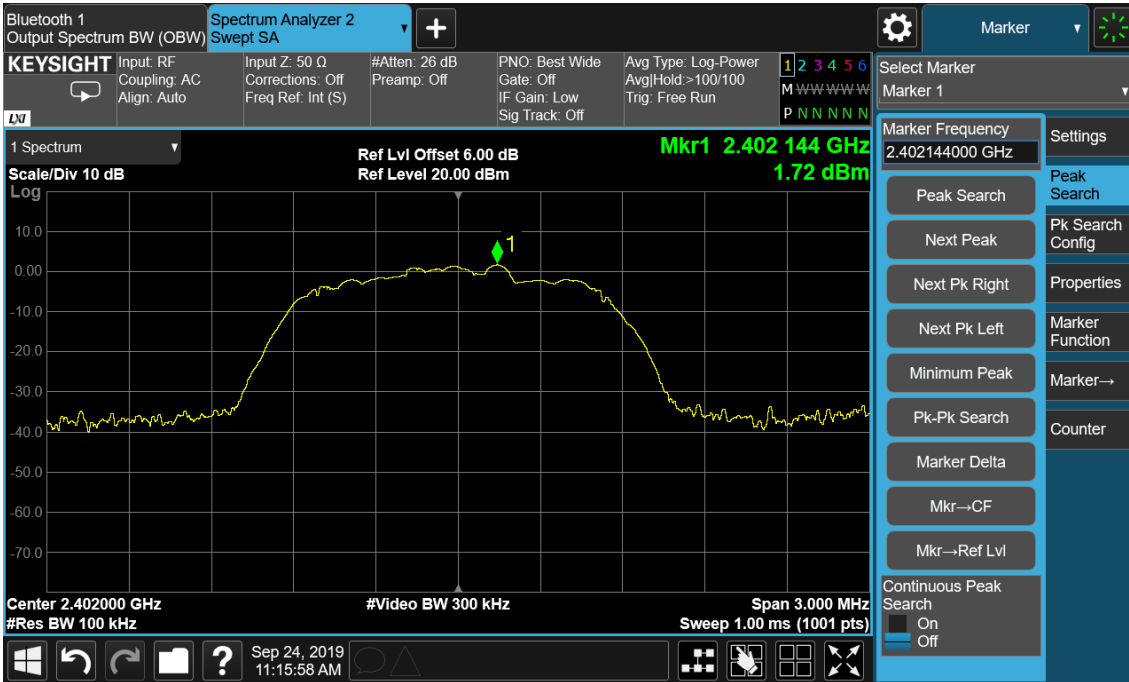 Bluetooth 1
Output Spectrum BW (OBW)
Spectrum Analyzer 2
Swept SA
Marker
KEYSIGHT
LXI
Input: RF
Coupling: AC
Align: Auto
Input Z: 50 Ω
Corrections: Off
Freq Ref: Int (S)
#Atten: 26 dB
Preamp: Off
PNO: Best Wide
Gate: Off
IF Gain: Low
Sig Track: Off
Avg Type: Log-Power
Avg|Hold:>100/100
Trig: Free Run
1 2 3 4 5 6
M W W W W W
P N N N N N
Select Marker
Marker 1
1 Spectrum
Scale/Div 10 dB
Ref Lvl Offset 6.00 dB
Ref Level 20.00 dBm
Mkr1 2.402 144 GHz
1.72 dBm
Log
10.0
0.00
-10.0
-20.0
-30.0
-40.0
-50.0
-60.0
-70.0
1
Center 2.402000 GHz
#Res BW 100 kHz
#Video BW 300 kHz
Span 3.000 MHz
Sweep 1.00 ms (1001 pts)
Marker Frequency
2.402144000 GHz
Peak Search
Next Peak
Next Pk Right
Next Pk Left
Minimum Peak
Pk-Pk Search
Marker Delta
Mkr→CF
Mkr→Ref Lvl
Continuous Peak
Search
On
Off
Settings
Peak
Search
Pk Search
Config
Properties
Marker
Function
Marker→
Counter
?
Sep 24, 2019
11:15:58 AM